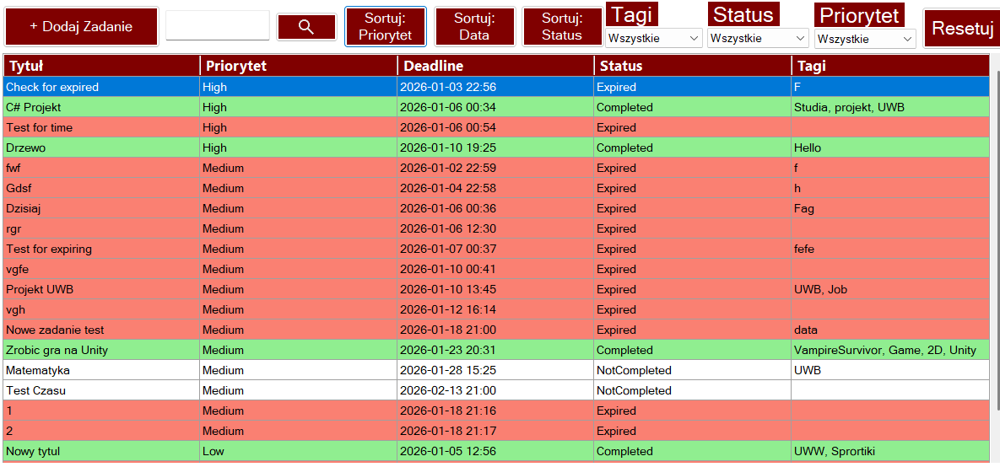 + Dodaj Zadanie
Sortuj: Priorytet
Sortuj: Data
Sortuj: Status
Tagi
Wszystkie
Status
Wszystkie
Priorytet
Wszystkie
Resetuj
Tytuł Priorytet Deadline Status Tagi
Check for expired High 2026-01-03 22:56 Expired F
C# Projekt High 2026-01-06 00:34 Completed Studia, projekt, UWB
Test for time High 2026-01-06 00:54 Expired
Drzewo High 2026-01-10 19:25 Completed Hello
fwf Medium 2026-01-02 22:59 Expired f
Gdsf Medium 2026-01-04 22:58 Expired h
Dzisiaj Medium 2026-01-06 00:36 Expired Fag
rgr Medium 2026-01-06 12:30 Expired
Test for expiring Medium 2026-01-07 00:37 Expired fefe
vgfe Medium 2026-01-10 00:41 Expired
Projekt UWB Medium 2026-01-10 13:45 Expired UWB, Job
vgh Medium 2026-01-12 16:14 Expired
Nowe zadanie test Medium 2026-01-18 21:00 Expired data
Zrobic gra na Unity Medium 2026-01-23 20:31 Completed VampireSurvivor, Game, 2D, Unity
Matematyka Medium 2026-01-28 15:25 NotCompleted UWB
Test Czasu Medium 2026-02-13 21:00 NotCompleted
1 Medium 2026-01-18 21:16 Expired
2 Medium 2026-01-18 21:17 Expired
Nowy tytul Low 2026-01-05 12:56 Completed UWW, Sprortiki